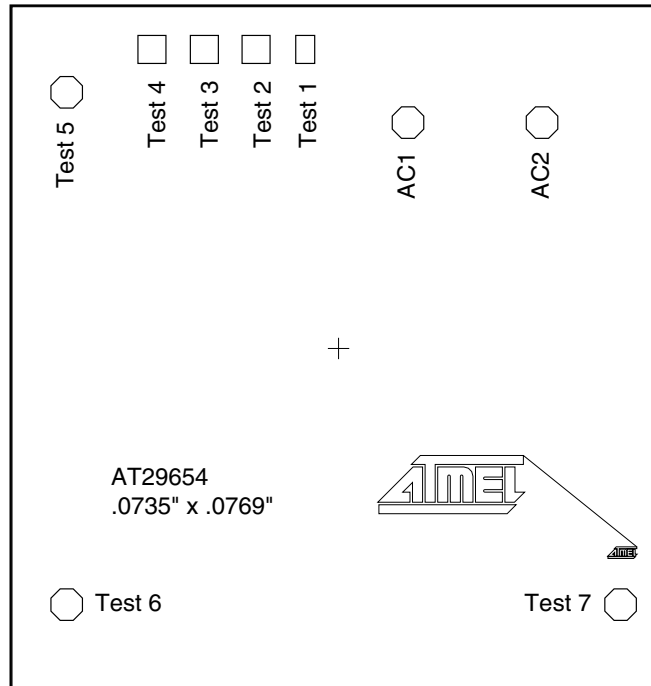 Test 5
Test 4
Test 3
Test 2
Test 1
AC1
AC2
AT29654
.0735" x .0769"
ATMEL
ATMEL
Test 6
Test 7